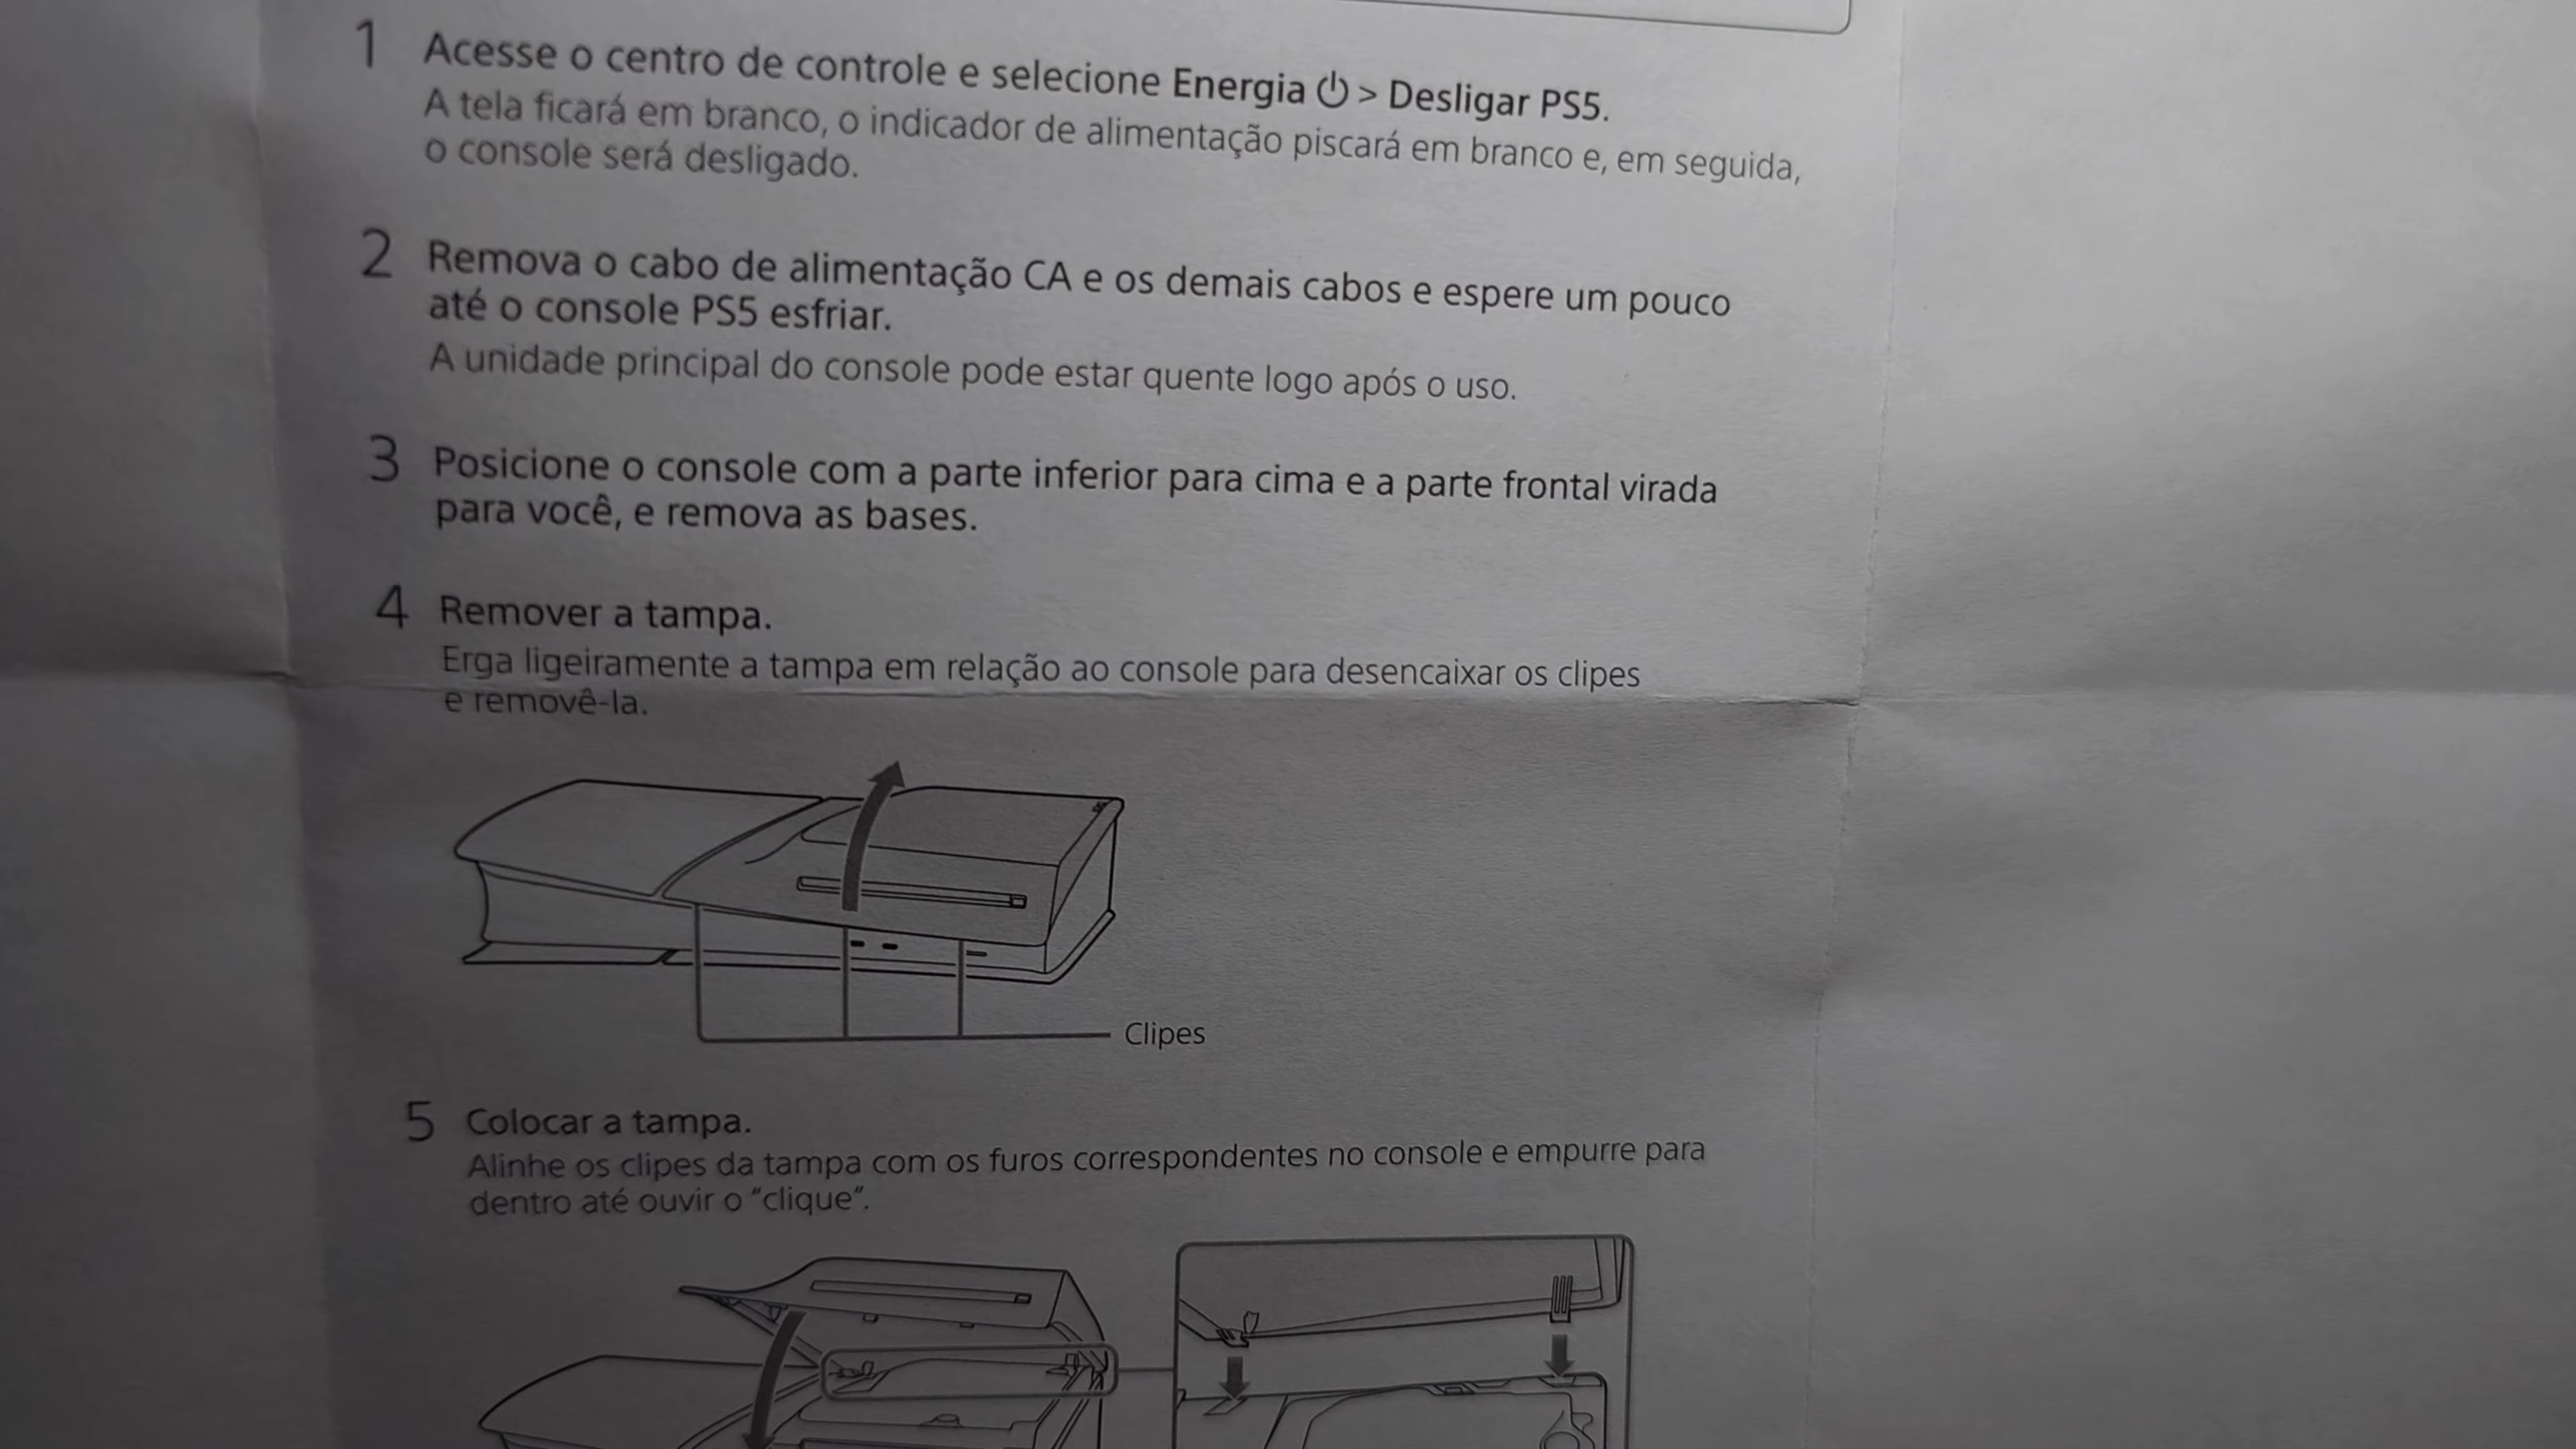 1 Acesse o centro de controle e selecione Energia ⏻ > Desligar PS5.
A tela ficará em branco, o indicador de alimentação piscará em branco e, em seguida,
o console será desligado.
2 Remova o cabo de alimentação CA e os demais cabos e espere um pouco
até o console PS5 esfriar.
A unidade principal do console pode estar quente logo após o uso.
3 Posicione o console com a parte inferior para cima e a parte frontal virada
para você, e remova as bases.
4 Remover a tampa.
Erga ligeiramente a tampa em relação ao console para desencaixar os clipes
e removê-la.
Clipes
5 Colocar a tampa.
Alinhe os clipes da tampa com os furos correspondentes no console e empurre para
dentro até ouvir o “clique”.